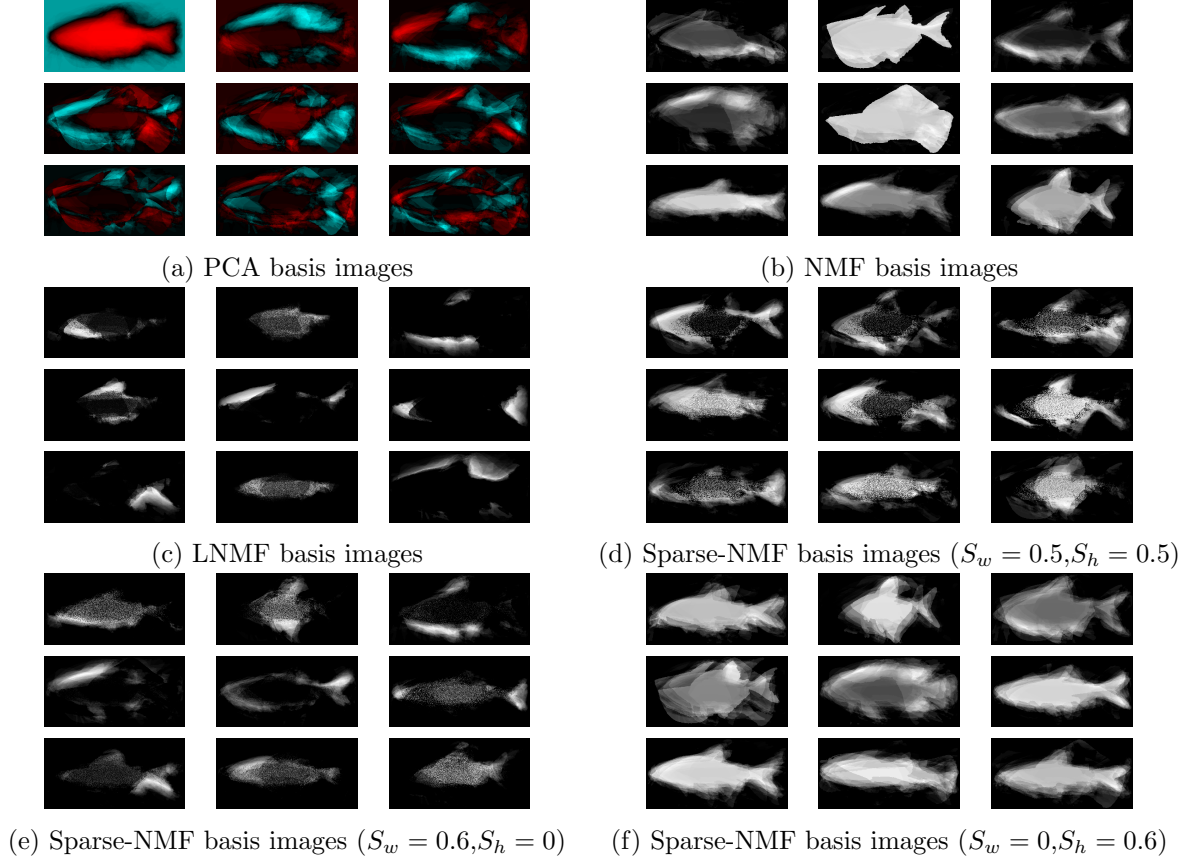 (a) PCA basis images
(b) NMF basis images
(c) LNMF basis images
(d) Sparse-NMF basis images (S_w = 0.5,S_h = 0.5)
(e) Sparse-NMF basis images (S_w = 0.6,S_h = 0)
(f) Sparse-NMF basis images (S_w = 0,S_h = 0.6)